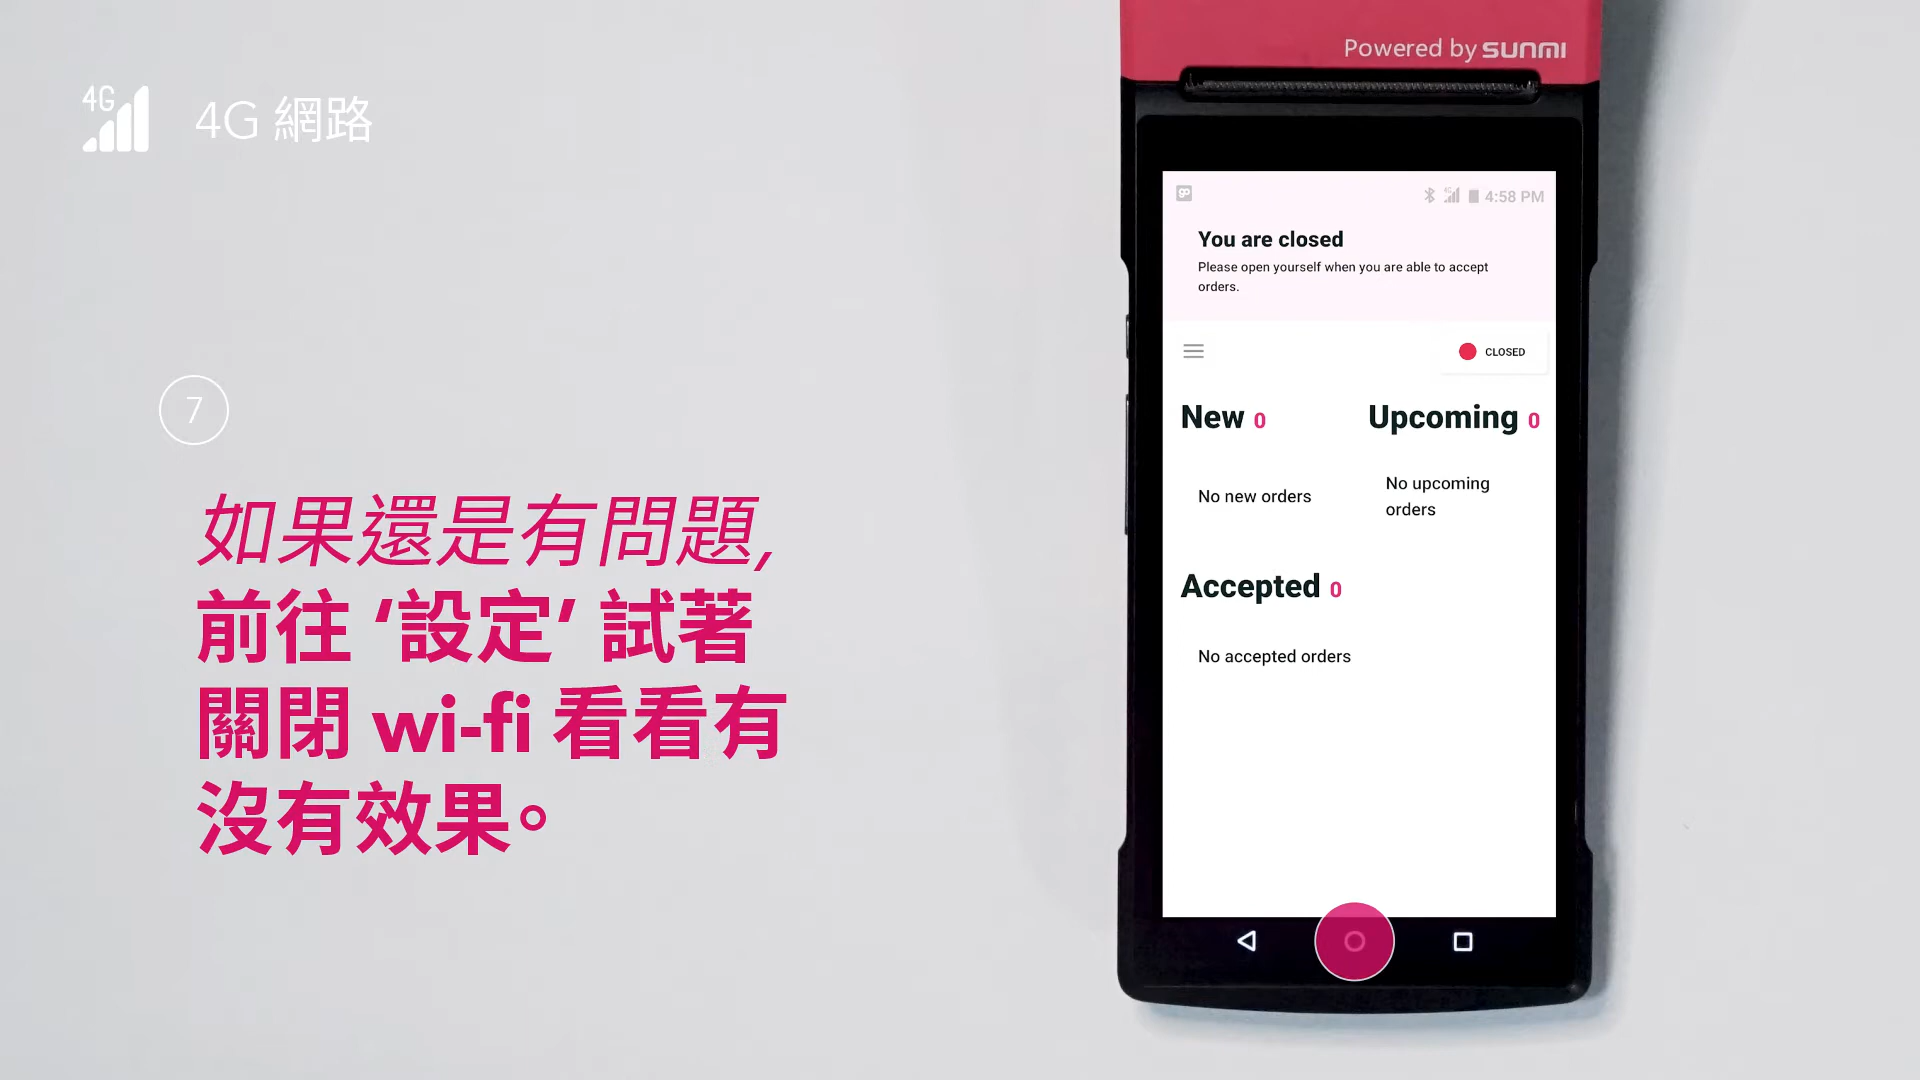 4G
4G 網路
7
如果還是有問題,
前往 ‘設定’ 試著
關閉 wi-fi 看看有
沒有效果。
Powered by SUNMI
4:58 PM
You are closed
Please open yourself when you are able to accept
orders.
CLOSED
New 0
Upcoming 0
No new orders
No upcoming
orders
Accepted 0
No accepted orders